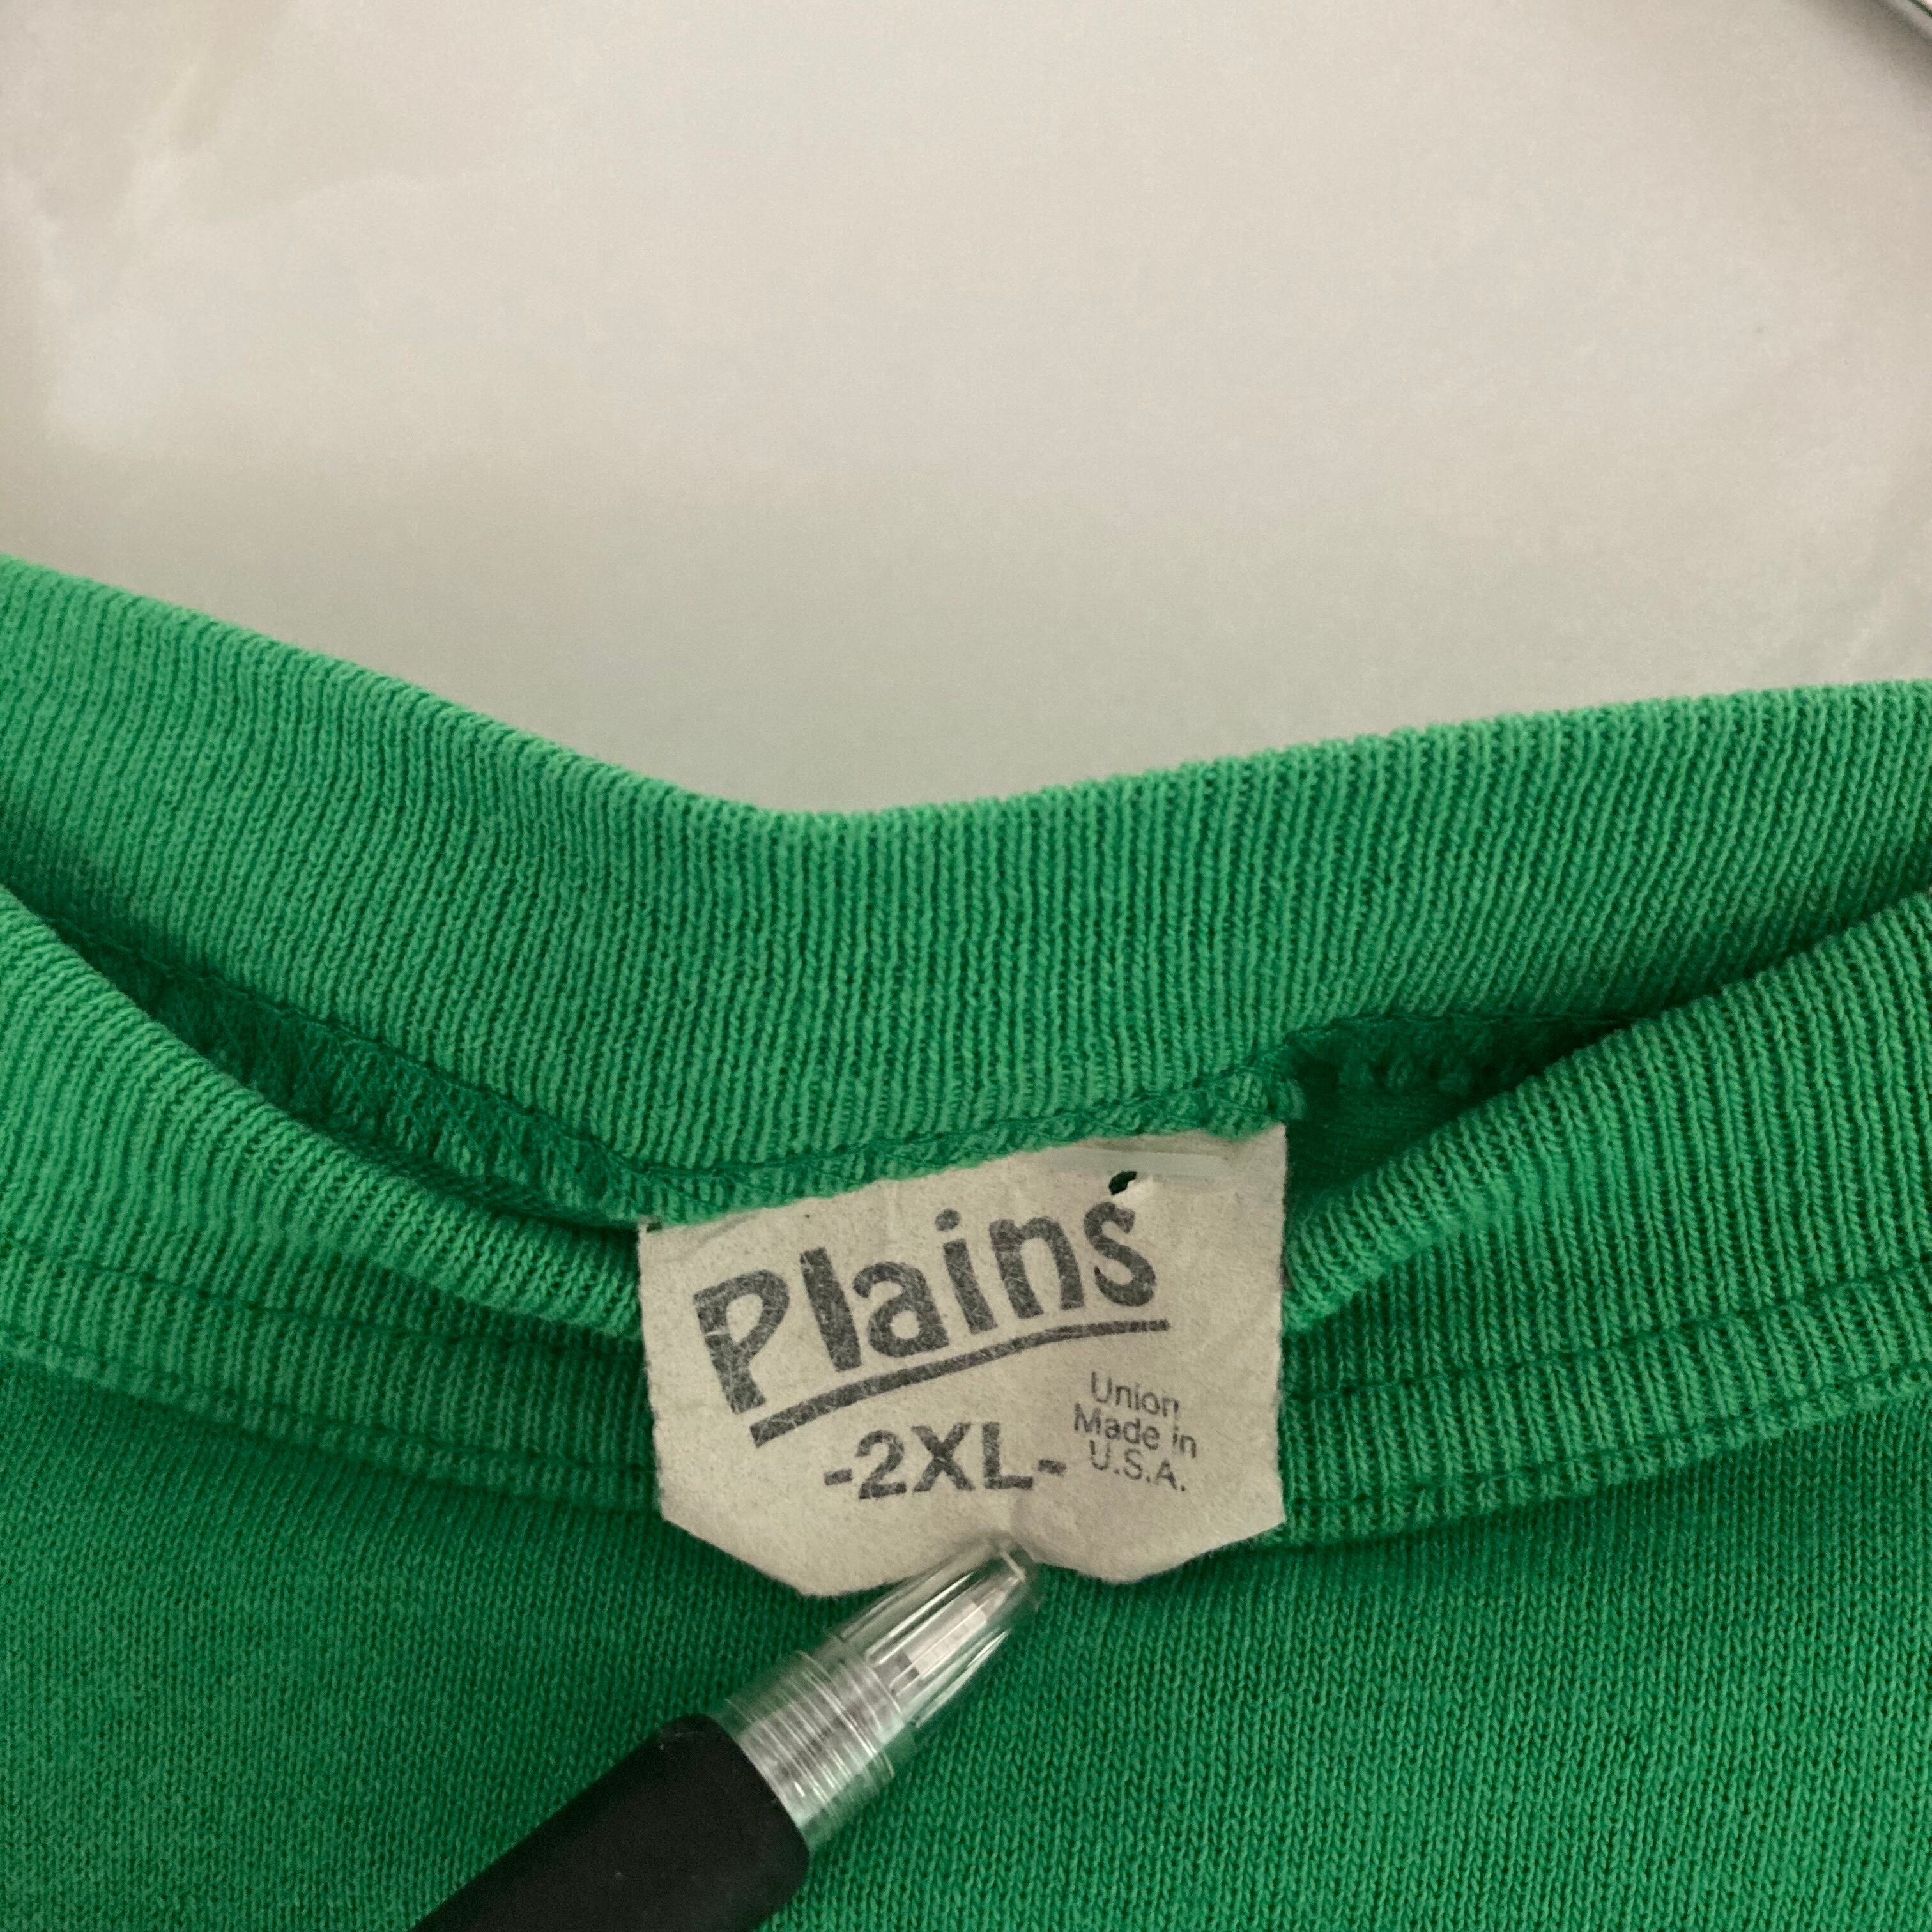 Plains
-2XL-
Union
Made in
U.S.A.